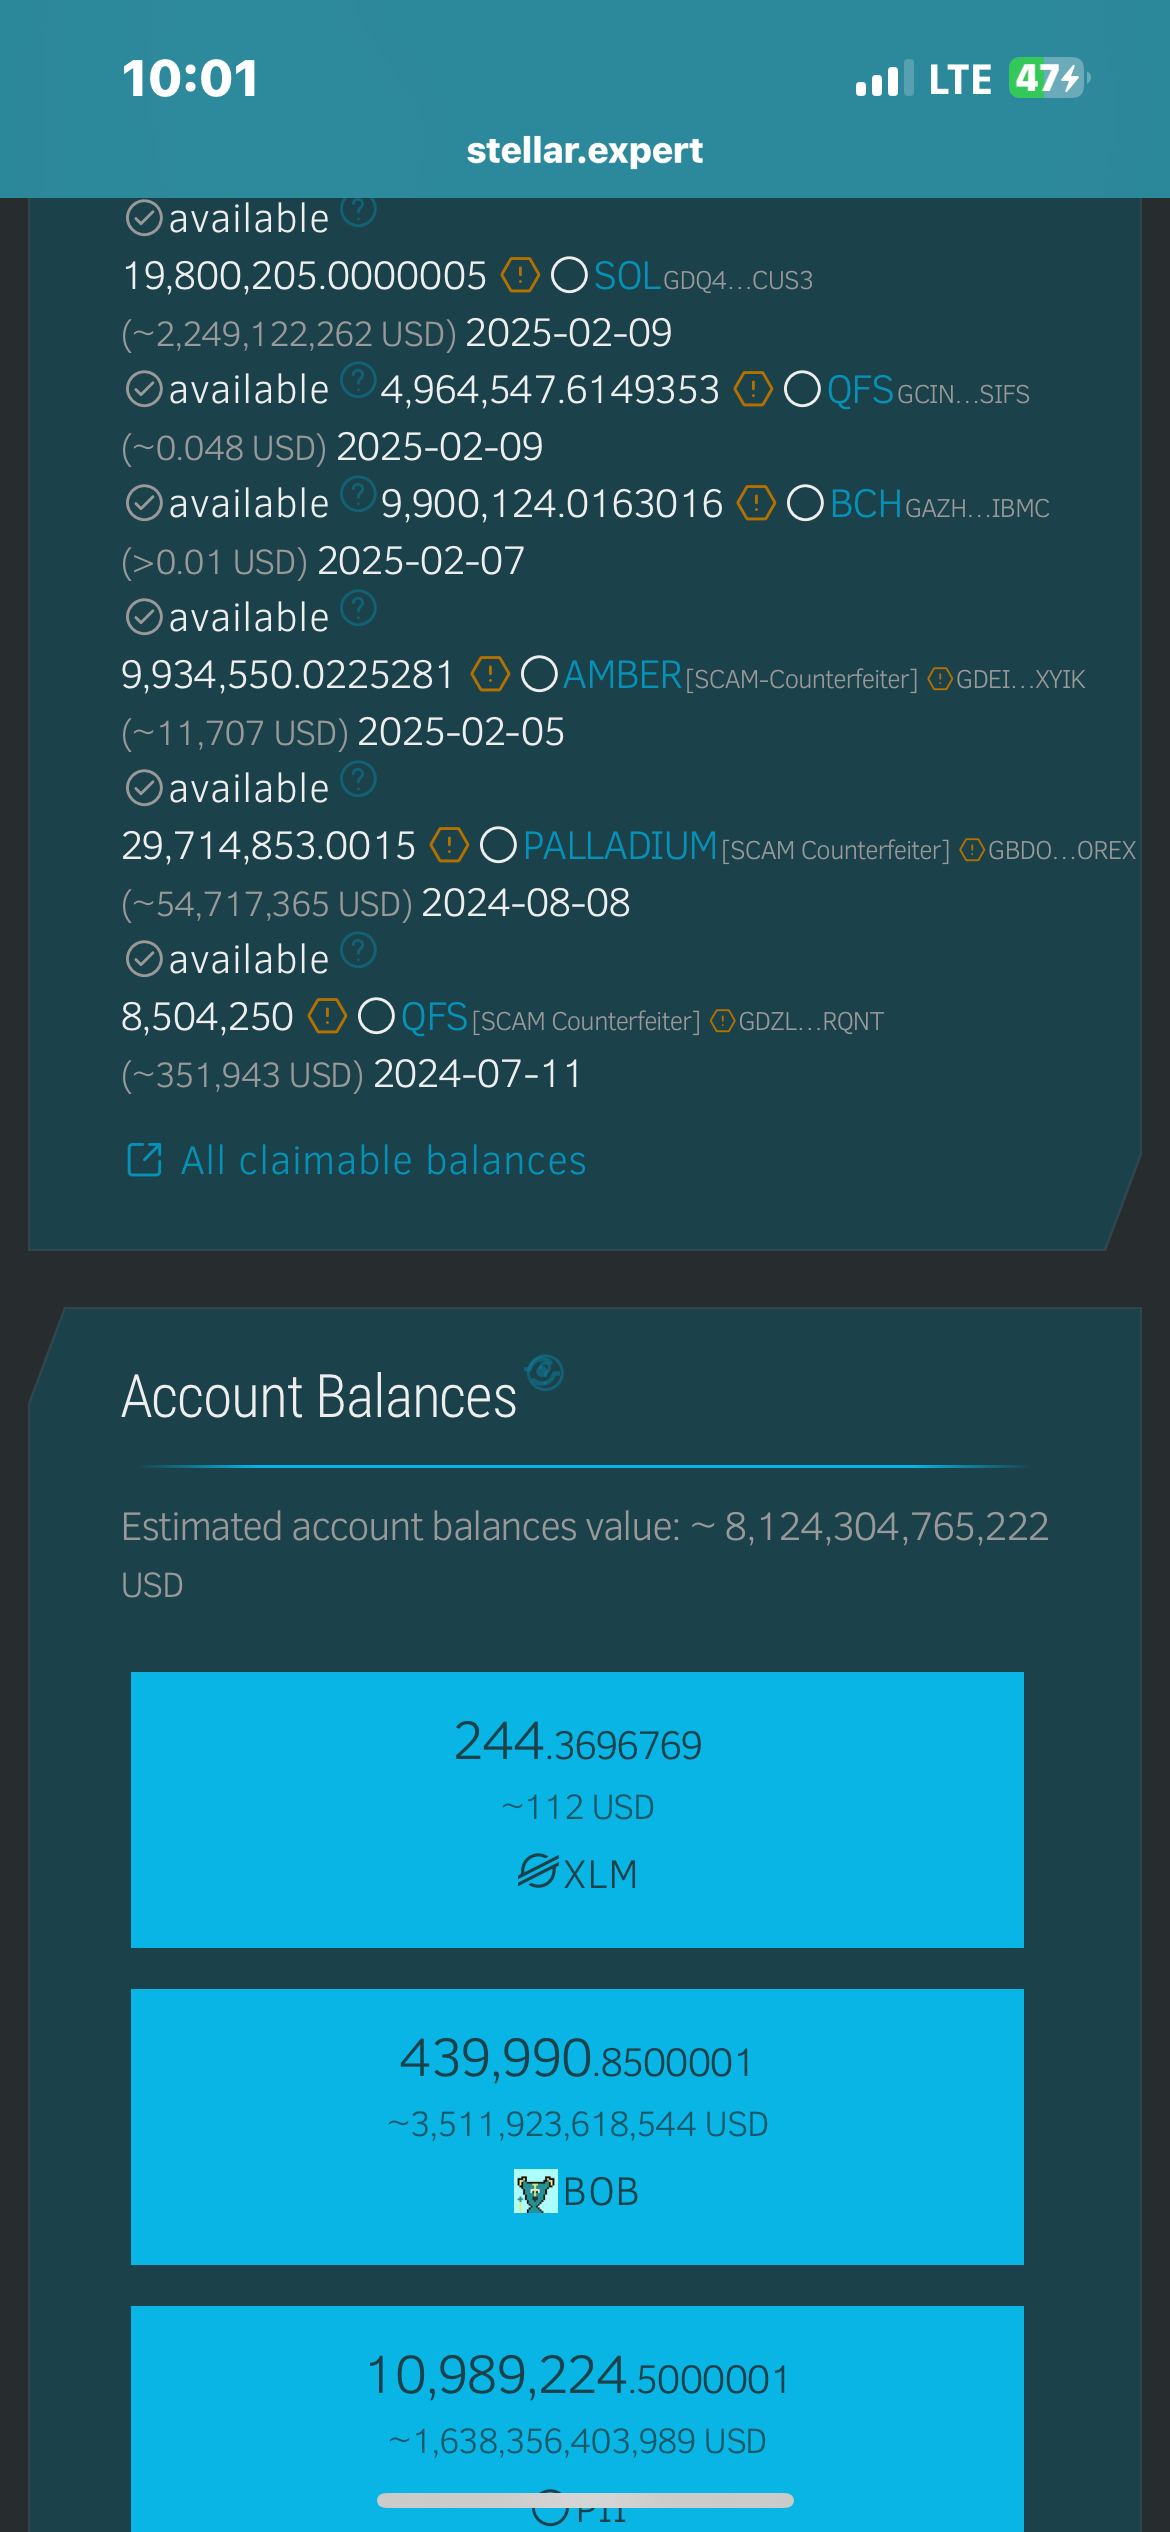 10:01
LTE 47
stellar.expert
available ?
19,800,205.0000005 ! SOL GDQ4...CUS3
(~2,249,122,262 USD) 2025-02-09
available ? 4,964,547.6149353 ! QFS GCIN...SIFS
(~0.048 USD) 2025-02-09
available ? 9,900,124.0163016 ! BCH GAZH...IBMC
(>0.01 USD) 2025-02-07
available ?
9,934,550.0225281 ! AMBER [SCAM-Counterfeiter] ! GDEI...XYIK
(~11,707 USD) 2025-02-05
available ?
29,714,853.0015 ! PALLADIUM [SCAM Counterfeiter] ! GBDO...OREX
(~54,717,365 USD) 2024-08-08
available ?
8,504,250 ! QFS [SCAM Counterfeiter] ! GDZL...RQNT
(~351,943 USD) 2024-07-11
All claimable balances
Account Balances
Estimated account balances value: ~ 8,124,304,765,222
USD
244.3696769
~112 USD
XLM
439,990.8500001
~3,511,923,618,544 USD
BOB
10,989,224.5000001
~1,638,356,403,989 USD